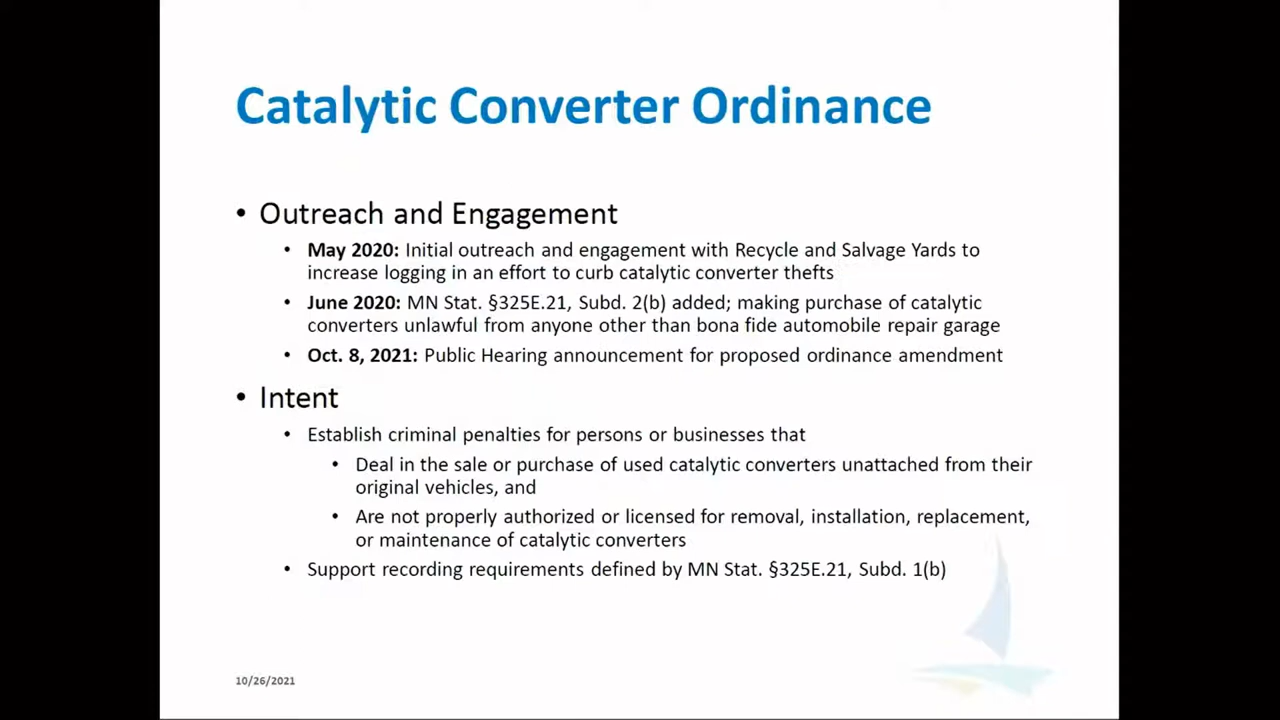 Catalytic Converter Ordinance
• Outreach and Engagement
• May 2020: Initial outreach and engagement with Recycle and Salvage Yards to
increase logging in an effort to curb catalytic converter thefts
• June 2020: MN Stat. §325E.21, Subd. 2(b) added; making purchase of catalytic
converters unlawful from anyone other than bona fide automobile repair garage
• Oct. 8, 2021: Public Hearing announcement for proposed ordinance amendment
• Intent
• Establish criminal penalties for persons or businesses that
• Deal in the sale or purchase of used catalytic converters unattached from their
original vehicles, and
• Are not properly authorized or licensed for removal, installation, replacement,
or maintenance of catalytic converters
• Support recording requirements defined by MN Stat. §325E.21, Subd. 1(b)
10/26/2021